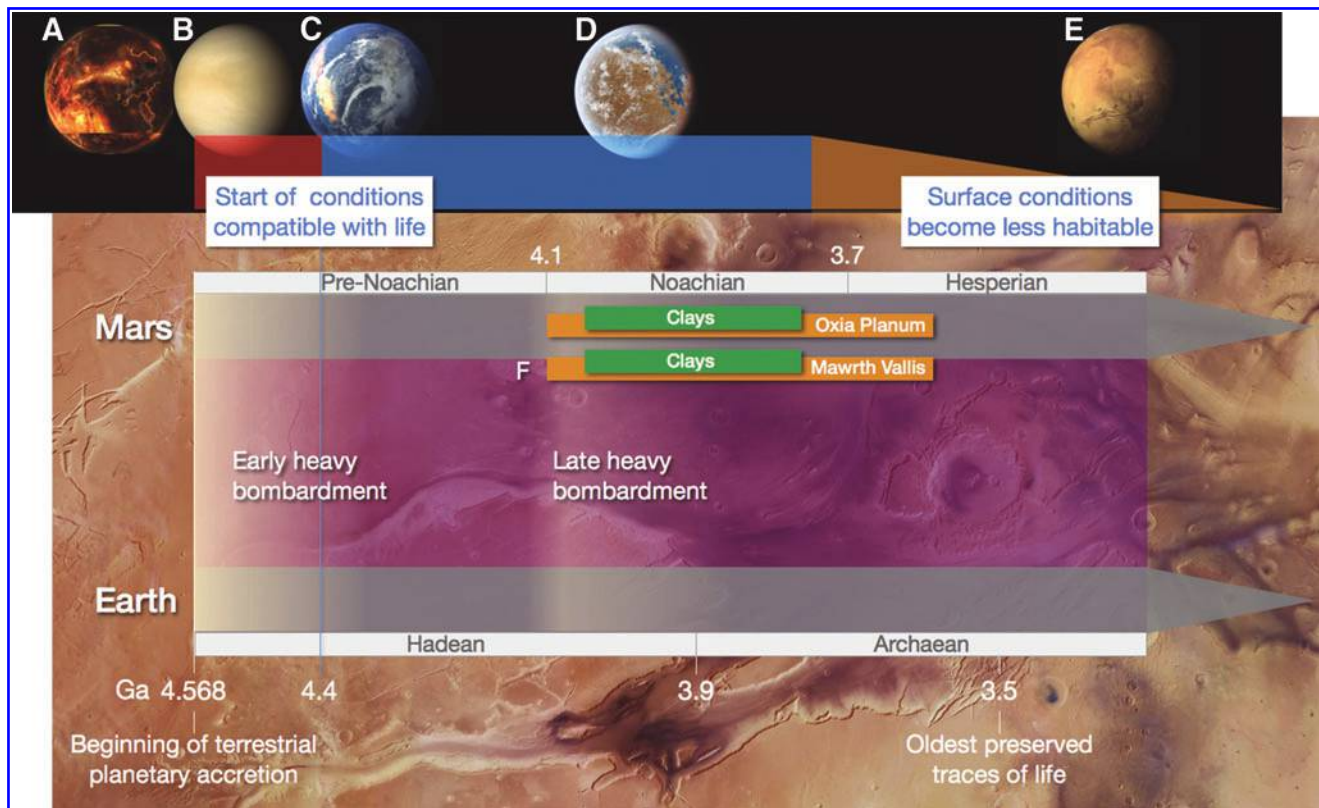 A B C D E
Start of conditions
compatible with life
Surface conditions
become less habitable
4.1 3.7
Pre-Noachian Noachian Hesperian
Mars
Clays
Oxia Planum
F
Clays
Mawrth Vallis
Early heavy
bombardment
Late heavy
bombardment
Earth
Hadean Archaean
Ga 4.568 4.4 3.9 3.5
Beginning of terrestrial
planetary accretion
Oldest preserved
traces of life